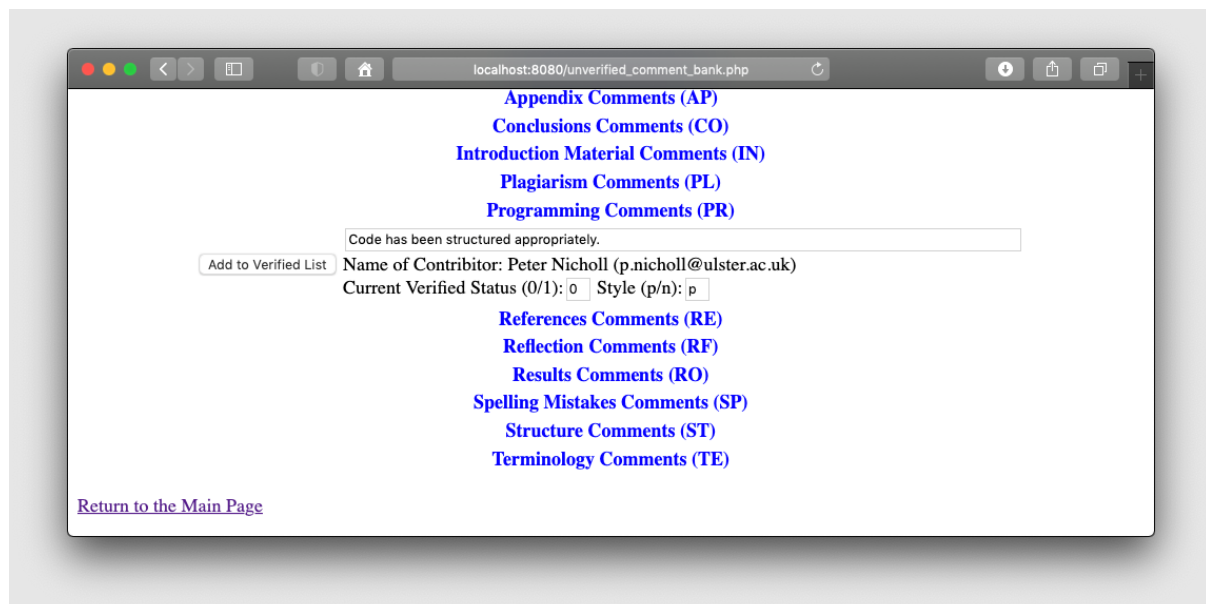 localhost:8080/unverified_comment_bank.php
Appendix Comments (AP)
Conclusions Comments (CO)
Introduction Material Comments (IN)
Plagiarism Comments (PL)
Programming Comments (PR)
Code has been structured appropriately.
Add to Verified List Name of Contribitor: Peter Nicholl (p.nicholl@ulster.ac.uk)
Current Verified Status (0/1): 0 Style (p/n): p
References Comments (RE)
Reflection Comments (RF)
Results Comments (RO)
Spelling Mistakes Comments (SP)
Structure Comments (ST)
Terminology Comments (TE)
Return to the Main Page